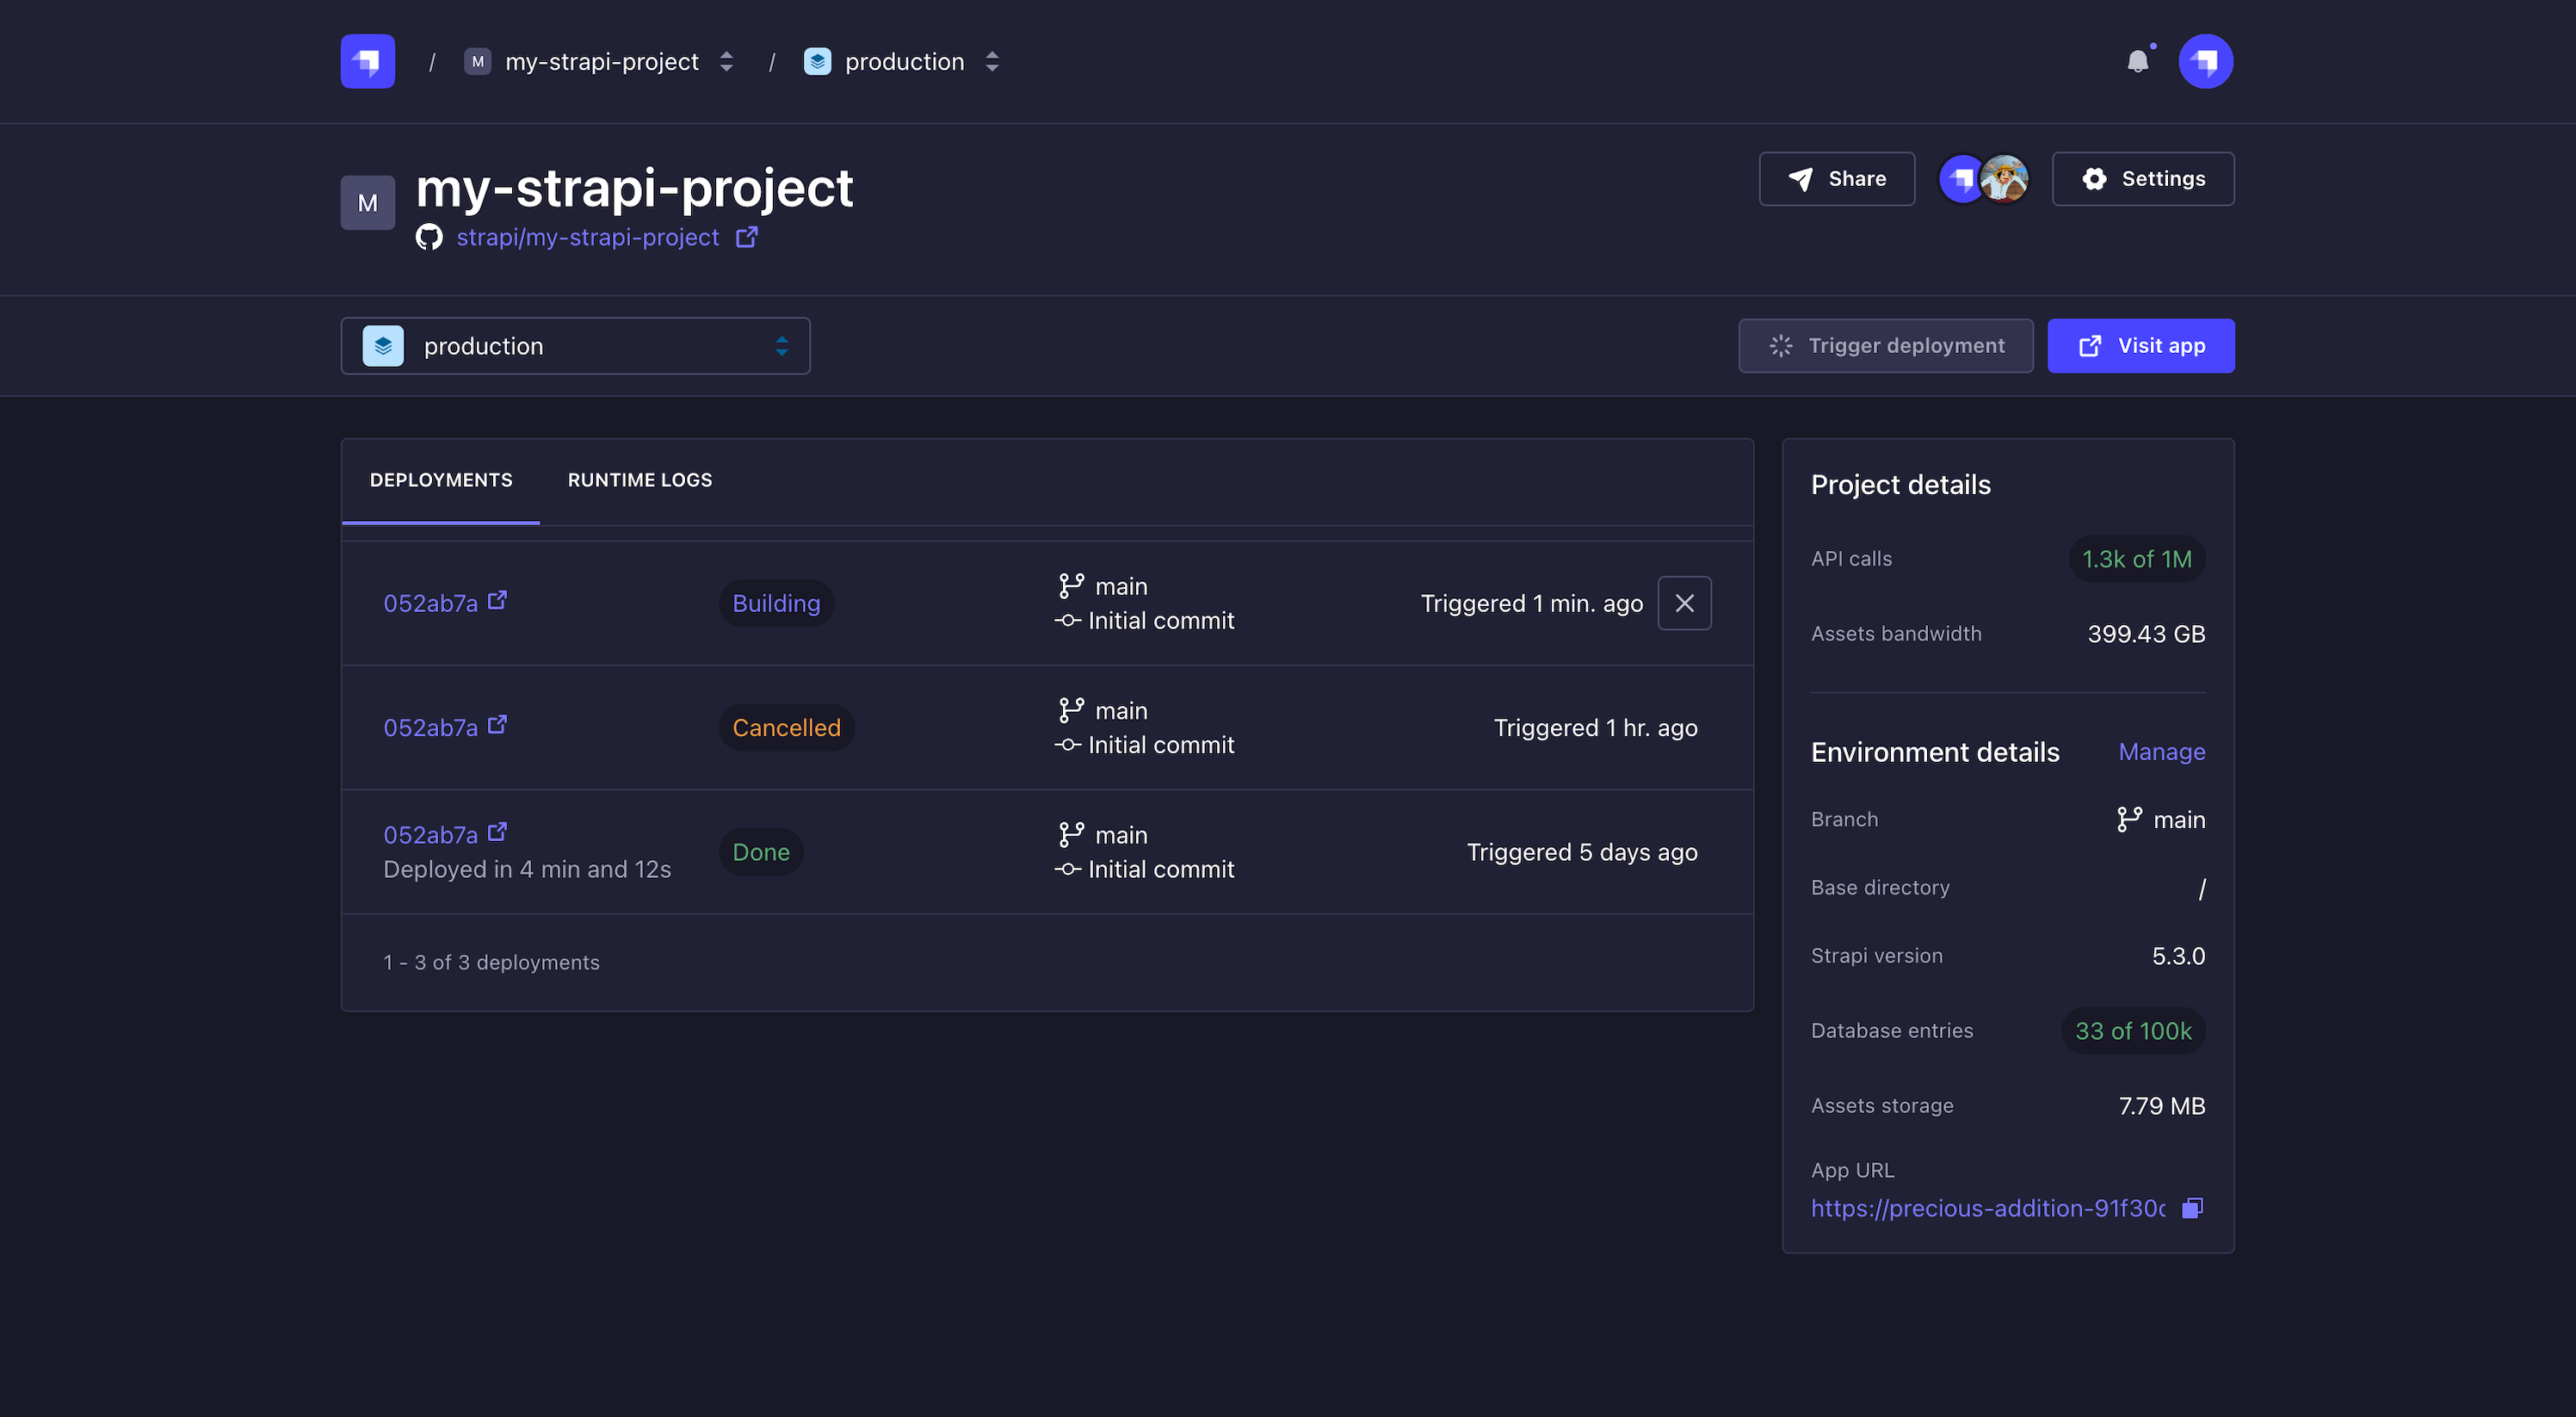 / M my-strapi-project / production
M my-strapi-project
strapi/my-strapi-project
Share
Settings
production
Trigger deployment
Visit app
DEPLOYMENTS
RUNTIME LOGS
052ab7a
Building
main
Initial commit
Triggered 1 min. ago
052ab7a
Cancelled
main
Initial commit
Triggered 1 hr. ago
052ab7a
Deployed in 4 min and 12s
Done
main
Initial commit
Triggered 5 days ago
1 - 3 of 3 deployments
Project details
API calls 1.3k of 1M
Assets bandwidth 399.43 GB
Environment details Manage
Branch main
Base directory /
Strapi version 5.3.0
Database entries 33 of 100k
Assets storage 7.79 MB
App URL
https://precious-addition-91f30